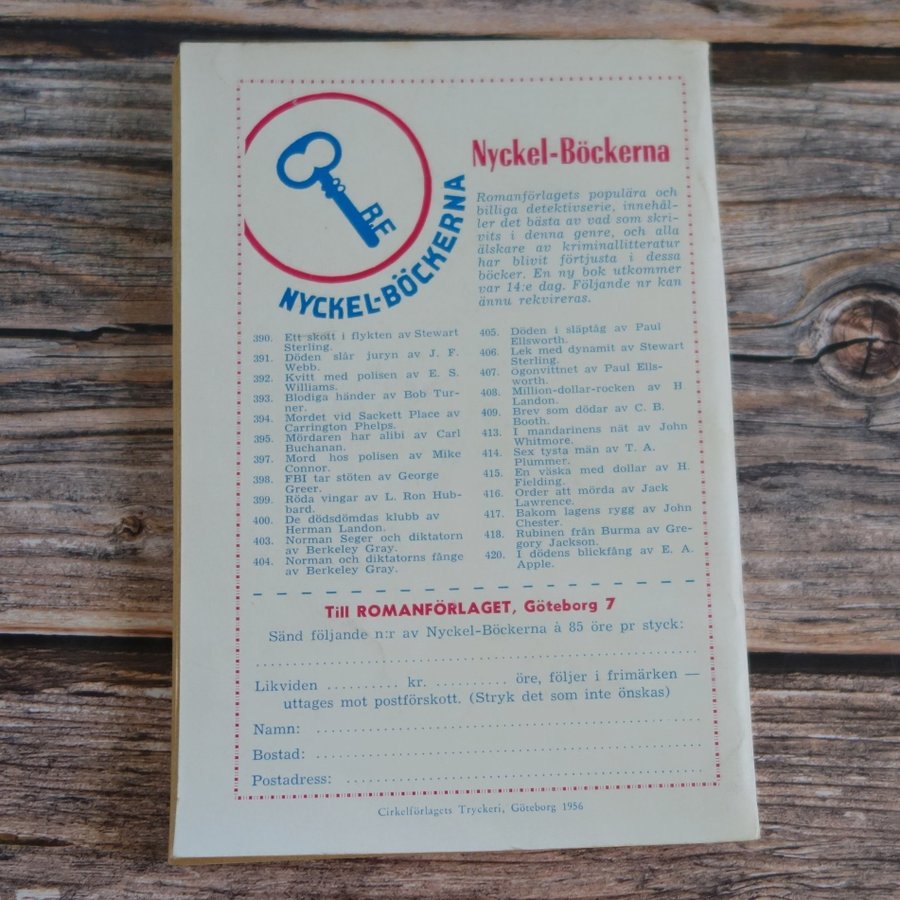 BE
NYCKEL-BÖCKERNA
Nyckel-Böckerna
Romanförlagets populära och
billiga detektivserie, innehål-
ler det bästa av vad som skri-
vits i denna genre, och alla
älskare av kriminallitteratur
har blivit förtjusta i dessa
böcker. En ny bok utkommer
var 14:e dag. Följande nr kan
ännu rekvireras.
390. Ett skott i flykten av Stewart
Sterling.
391. Döden slår juryn av J. F.
Webb.
392. Kvitt med polisen av E. S.
Williams.
393. Blodiga händer av Bob Tur-
ner.
394. Mordet vid Sackett Place av
Carrington Phelps.
395. Mördaren har alibi av Carl
Buchanan.
397. Mord hos polisen av Mike
Connor.
398. FBI tar stöten av George
Greer.
399. Röda vingar av L. Ron Hub-
bard.
400. De dödsdömdas klubb av
Herman Landon.
403. Norman Seger och diktatorn
av Berkeley Gray.
404. Norman och diktatorns fånge
av Berkeley Gray.
405. Döden i släptåg av Paul
Ellsworth.
406. Lek med dynamit av Stewart
Sterling.
407. Ögonvittnet av Paul Ells-
worth.
408. Million-dollar-rocken av H
Landon.
409. Brev som dödar av C. B.
Booth.
413. I mandarinens nät av John
Whitmore.
414. Sex tysta män av T. A.
Plummer.
415. En väska med dollar av H.
Fielding.
416. Order att mörda av Jack
Lawrence.
417. Bakom lagens rygg av John
Chester.
418. Rubinen från Burma av Gre-
gory Jackson.
420. I dödens blickfång av E. A.
Apple.
Till ROMANFÖRLAGET, Göteborg 7
Sänd följande n:r av Nyckel-Böckerna à 85 öre pr styck:
Likviden .......... kr. .......... öre, följer i frimärken —
uttages mot postförskott. (Stryk det som inte önskas)
Namn:
Bostad:
Postadress:
Cirkelförlagets Tryckeri, Göteborg 1956